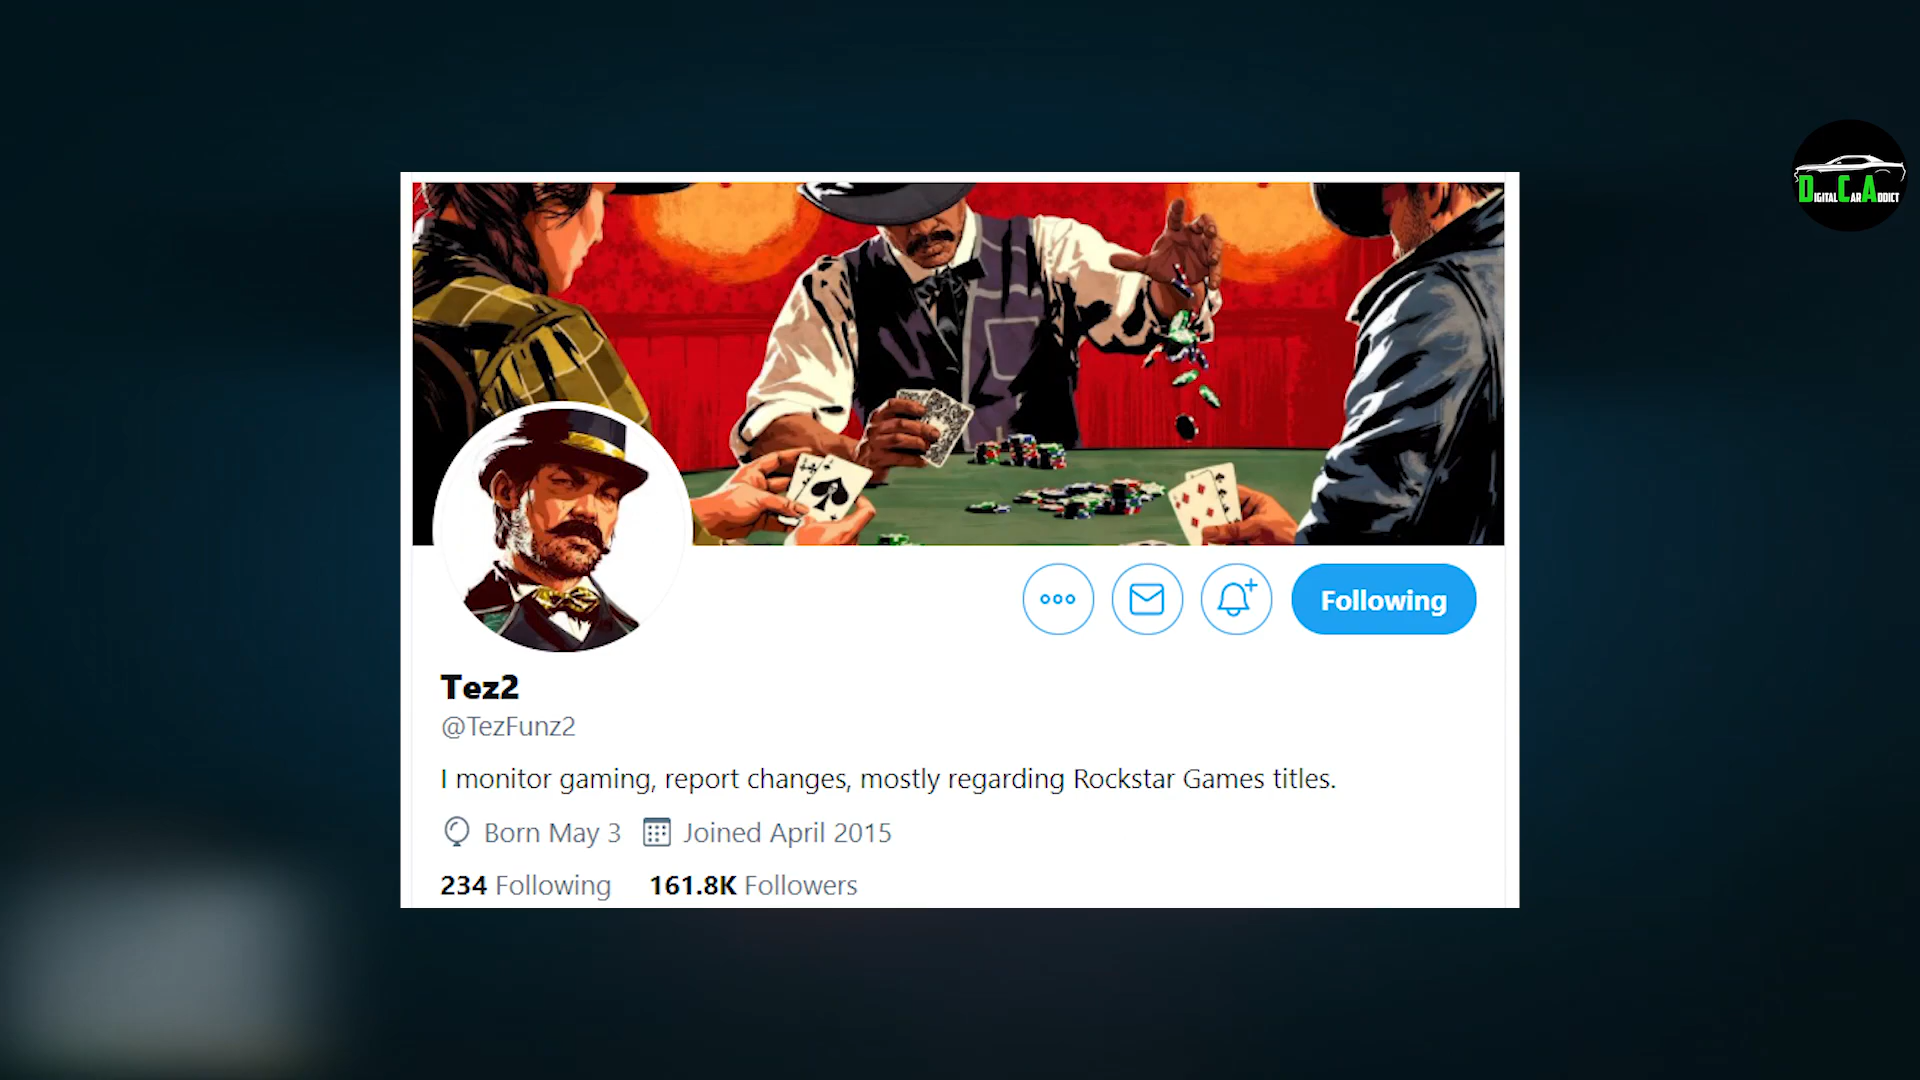 DIGITALCARADDICT
Following
Tez2
@TezFunz2
I monitor gaming, report changes, mostly regarding Rockstar Games titles.
Born May 3 Joined April 2015
234 Following 161.8K Followers